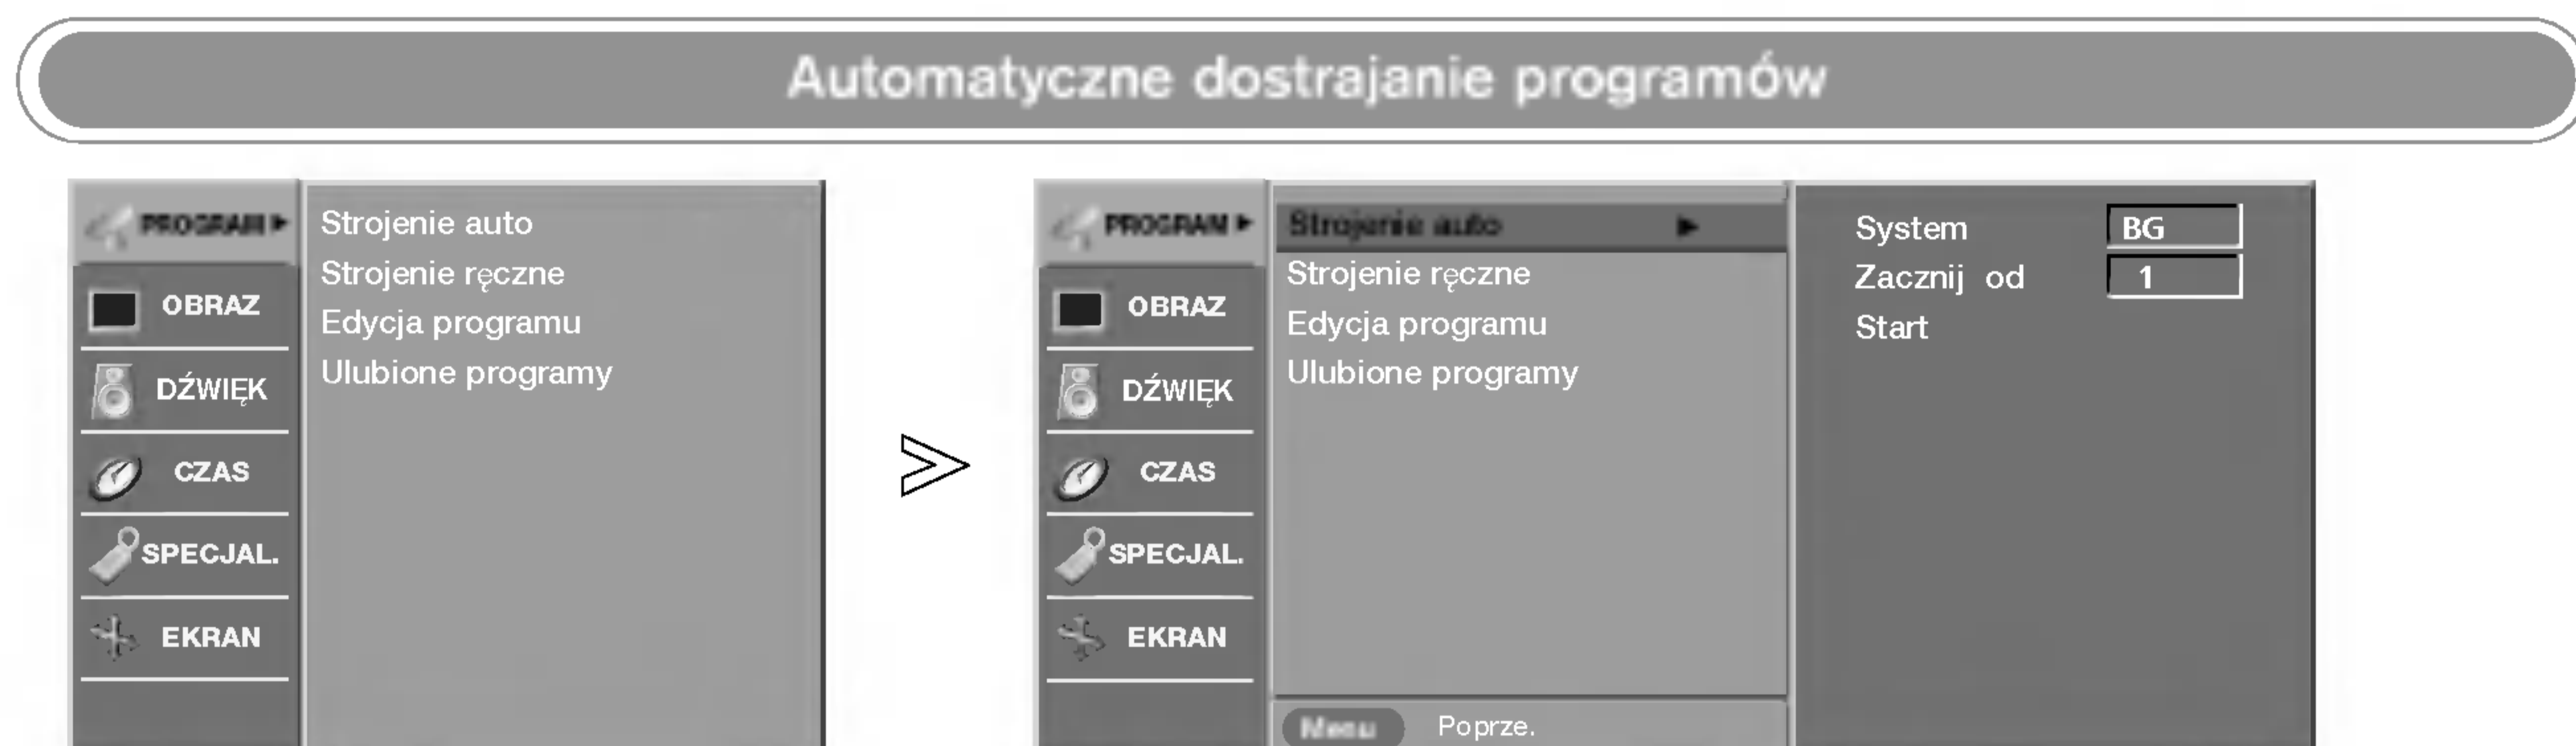 Automatyczne dostrajanie programów
PROGRAM
Strojenie auto
Strojenie ręczne
OBRAZ
Edycja programu
DŹWIĘK
Ulubione programy
CZAS
SPECJAL.
EKRAN
PROGRAM
Strojenie auto
Strojenie ręczne
OBRAZ
Edycja programu
DŹWIĘK
Ulubione programy
CZAS
SPECJAL.
EKRAN
Menu Poprze.
System BG
Zacznij od 1
Start